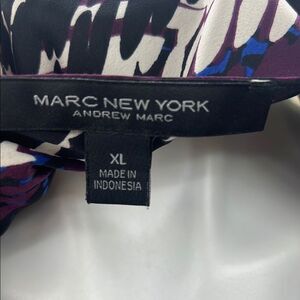 MARC NEW YORK
ANDREW MARC
XL
MADE IN
INDONESIA